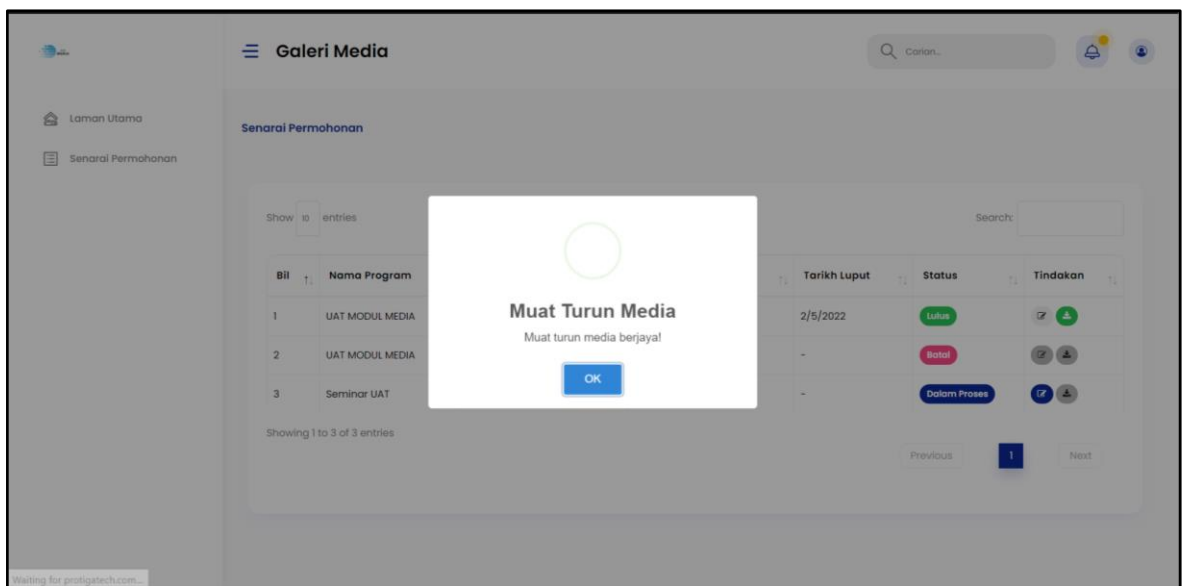 Galeri Media
Carian...
Laman Utama
Senarai Permohonan
Senarai Permohonan
Show 10 entries
Search:
Bil Nama Program Tarikh Luput Status Tindakan
1 UAT MODUL MEDIA 2/5/2022 Lulus
2 UAT MODUL MEDIA - Batal
3 Seminar UAT - Dalam Proses
Muat Turun Media
Muat turun media berjaya!
OK
Showing 1 to 3 of 3 entries
Previous 1 Next
Waiting for protigatech.com...